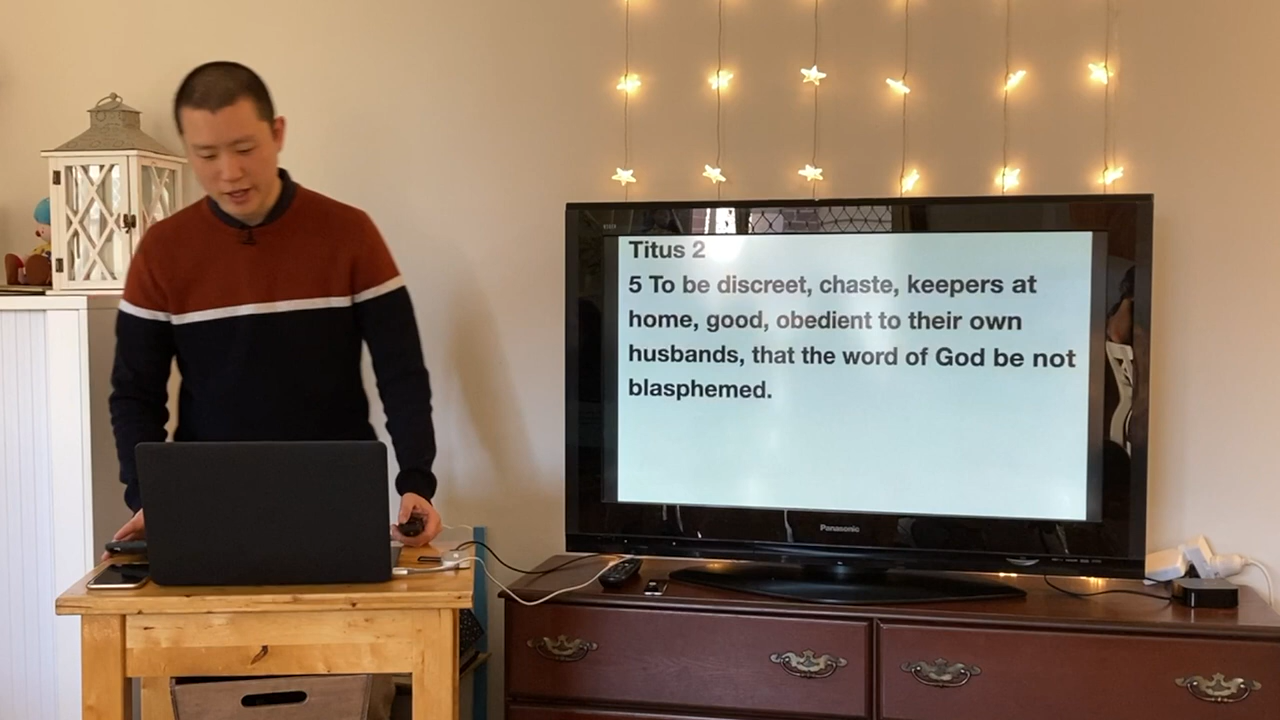 Titus 2
5 To be discreet, chaste, keepers at
home, good, obedient to their own
husbands, that the word of God be not
blasphemed.
Panasonic